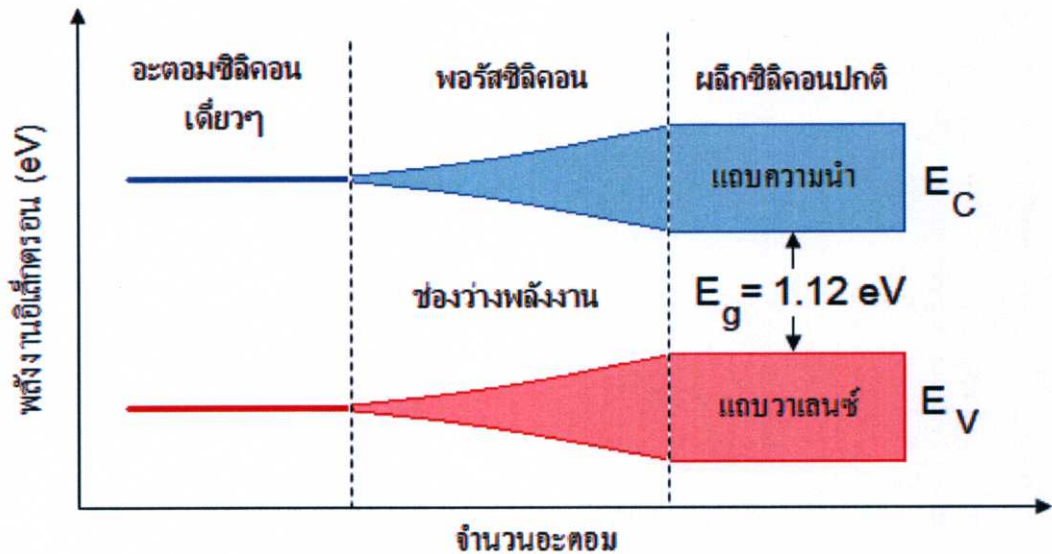 อะตอมซิลิคอน
เดี่ยวๆ
พอรัสซิลิคอน
ผลึกซิลิคอนปกติ
แถบความนำ
E_C
ช่องว่างพลังงาน
E_g = 1.12 eV
แถบวาเลนซ์
E_V
พลังงานอิเล็กตรอน (eV)
จำนวนอะตอม